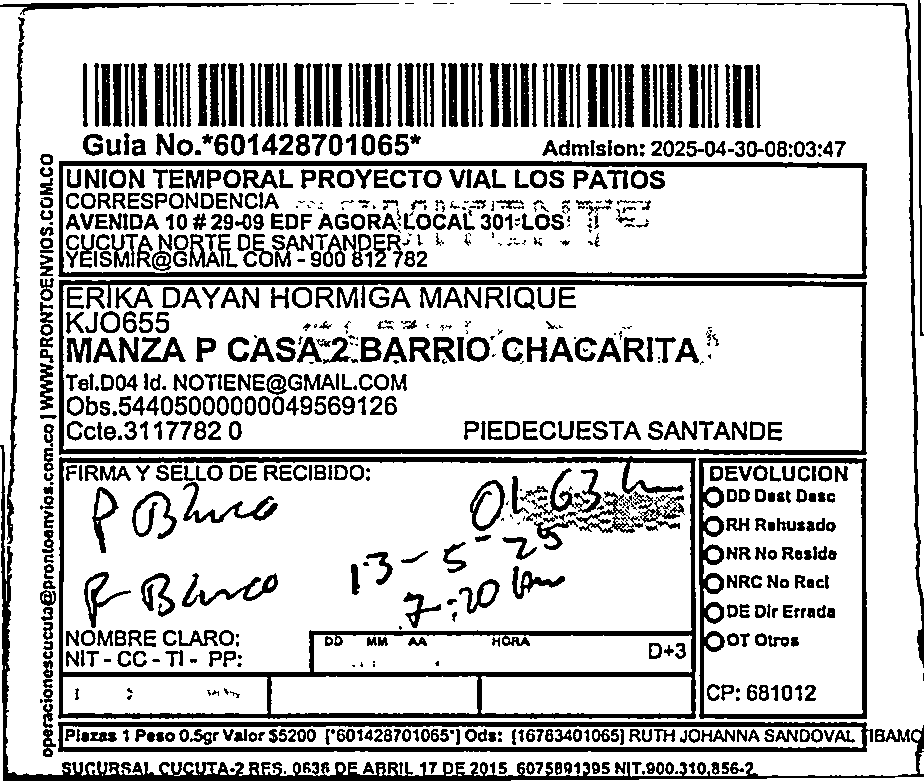 Guia No.*601428701065*
Admision: 2025-04-30-08:03:47
operacionescucuta@prontoenvios.com.co | WWW.PRONTOENVIOS.COM.CO
UNION TEMPORAL PROYECTO VIAL LOS PATIOS
CORRESPONDENCIA
AVENIDA 10 # 29-09 EDF AGORA LOCAL 301 LOS
CUCUTA NORTE DE SANTANDER
YEISMIR@GMAIL COM - 900 812 782
ERIKA DAYAN HORMIGA MANRIQUE
KJO655
MANZA P CASA 2 BARRIO CHACARITA
Tel.D04 Id. NOTIENE@GMAIL.COM
Obs.54405000000049569126
Ccte.3117782 0
PIEDECUESTA SANTANDE
FIRMA Y SELLO DE RECIBIDO:
P Blanca
13-5-25
P-Blanco
7:20
NOMBRE CLARO:
NIT - CC - TI - PP:
DD MM AA HORA
D+3
DEVOLUCION
DD Dest Desc
RH Rehusado
NR No Reside
NRC No Recl
DE Dir Errada
OT Otros
CP: 681012
Piezas 1 Peso 0.5gr Valor $5200 [*601428701065*] Ods: [16783401065] RUTH JOHANNA SANDOVAL TIBAMO
SUCURSAL CUCUTA-2 RES. 0636 DE ABRIL 17 DE 2015 6075891395 NIT.900.310.856-2